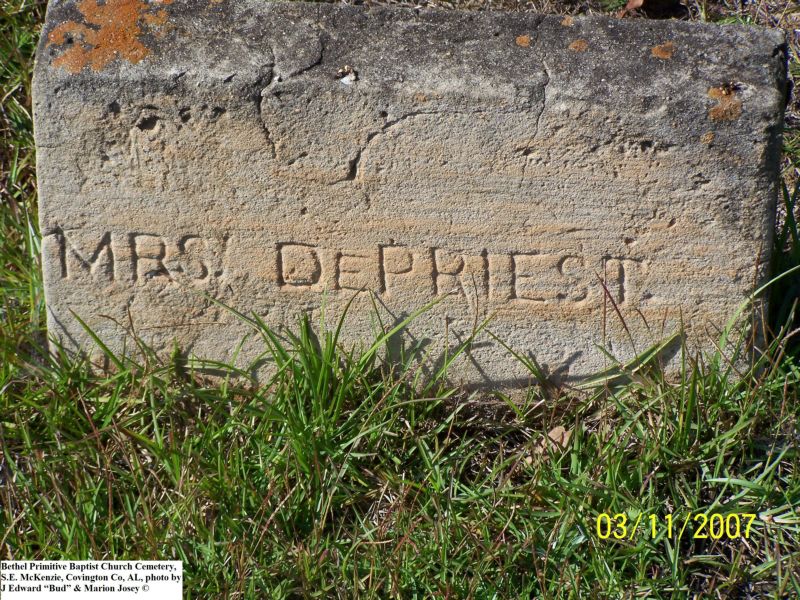 MRS. DEPRIEST
03/11/2007
Bethel Primitive Baptist Church Cemetery,
S.E. McKenzie, Covington Co, AL, photo by
J Edward “Bud” & Marion Josey ©